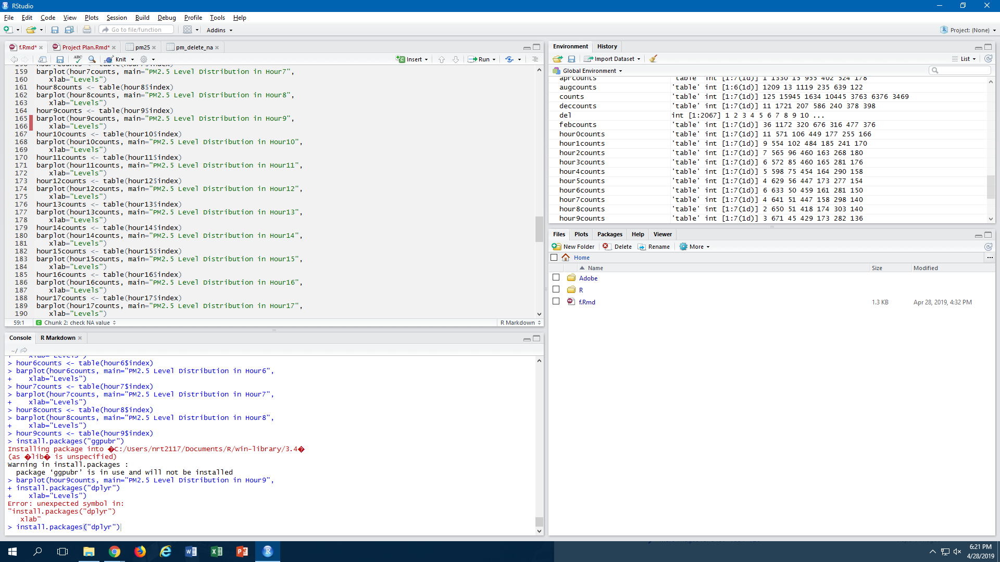 RStudio
File Edit Code View Plots Session Build Debug Profile Tools Help
Go to file/function Addins Project: (None)
f.Rmd* Project Plan.Rmd* pm25 pm_delete_na
ABC Knit Insert Run
159 barplot(hour7counts, main="PM2.5 Level Distribution in Hour7",
160 xlab="Levels")
161 hour8counts <- table(hour8$index)
162 barplot(hour8counts, main="PM2.5 Level Distribution in Hour8",
163 xlab="Levels")
164 hour9counts <- table(hour9$index)
165 barplot(hour9counts, main="PM2.5 Level Distribution in Hour9",
166 xlab="Levels")
167 hour10counts <- table(hour10$index)
168 barplot(hour10counts, main="PM2.5 Level Distribution in Hour10",
169 xlab="Levels")
170 hour11counts <- table(hour11$index)
171 barplot(hour11counts, main="PM2.5 Level Distribution in Hour11",
172 xlab="Levels")
173 hour12counts <- table(hour12$index)
174 barplot(hour12counts, main="PM2.5 Level Distribution in Hour12",
175 xlab="Levels")
176 hour13counts <- table(hour13$index)
177 barplot(hour13counts, main="PM2.5 Level Distribution in Hour13",
178 xlab="Levels")
179 hour14counts <- table(hour14$index)
180 barplot(hour14counts, main="PM2.5 Level Distribution in Hour14",
181 xlab="Levels")
182 hour15counts <- table(hour15$index)
183 barplot(hour15counts, main="PM2.5 Level Distribution in Hour15",
184 xlab="Levels")
185 hour16counts <- table(hour16$index)
186 barplot(hour16counts, main="PM2.5 Level Distribution in Hour16",
187 xlab="Levels")
188 hour17counts <- table(hour17$index)
189 barplot(hour17counts, main="PM2.5 Level Distribution in Hour17",
190 xlab="Levels")
59:1 Chunk 2: check NA value R Markdown
Console R Markdown
~/
+ xlab="Levels")
> hour6counts <- table(hour6$index)
> barplot(hour6counts, main="PM2.5 Level Distribution in Hour6",
+ xlab="Levels")
> hour7counts <- table(hour7$index)
> barplot(hour7counts, main="PM2.5 Level Distribution in Hour7",
+ xlab="Levels")
> hour8counts <- table(hour8$index)
> barplot(hour8counts, main="PM2.5 Level Distribution in Hour8",
+ xlab="Levels")
> hour9counts <- table(hour9$index)
> install.packages("ggpubr")
Installing package into �C:/Users/nrt2117/Documents/R/win-library/3.4�
(as �lib� is unspecified)
Warning in install.packages :
package ‘ggpubr’ is in use and will not be installed
> barplot(hour9counts, main="PM2.5 Level Distribution in Hour9",
+ install.packages("dplyr")
+ xlab="Levels")
Error: unexpected symbol in:
"install.packages("dplyr")
xlab"
> install.packages("dplyr")
Environment History
Import Dataset List
Global Environment
aprcounts 'table' int [1:7(1d)] 1 1330 15 955 402 524 178
augcounts 'table' int [1:6(1d)] 1209 13 1119 235 639 122
counts 'table' int [1:7(1d)] 125 15945 1634 10445 3763 6376 3469
deccounts 'table' int [1:7(1d)] 11 1721 207 586 240 378 398
del int [1:2067] 1 2 3 4 5 6 7 8 9 10 ...
febcounts 'table' int [1:7(1d)] 36 1172 320 676 316 477 376
hour0counts 'table' int [1:7(1d)] 11 571 106 449 177 255 166
hour1counts 'table' int [1:7(1d)] 9 554 102 484 185 241 170
hour2counts 'table' int [1:7(1d)] 7 565 96 460 163 268 180
hour3counts 'table' int [1:7(1d)] 6 572 85 460 165 281 176
hour4counts 'table' int [1:7(1d)] 5 598 75 454 164 290 158
hour5counts 'table' int [1:7(1d)] 4 629 56 447 173 277 154
hour6counts 'table' int [1:7(1d)] 6 633 50 459 161 281 150
hour7counts 'table' int [1:7(1d)] 4 641 51 447 158 298 140
hour8counts 'table' int [1:7(1d)] 2 650 51 418 174 303 140
hour9counts 'table' int [1:7(1d)] 3 671 45 429 173 282 136
Files Plots Packages Help Viewer
New Folder Delete Rename More
Home ...
Name Size Modified
Adobe
R
f.Rmd 1.3 KB Apr 28, 2019, 4:32 PM
6:21 PM
4/28/2019